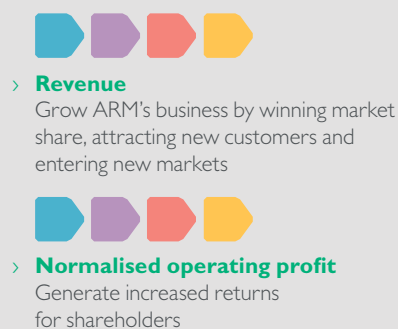 › Revenue
Grow ARM’s business by winning market
share, attracting new customers and
entering new markets
› Normalised operating profit
Generate increased returns
for shareholders